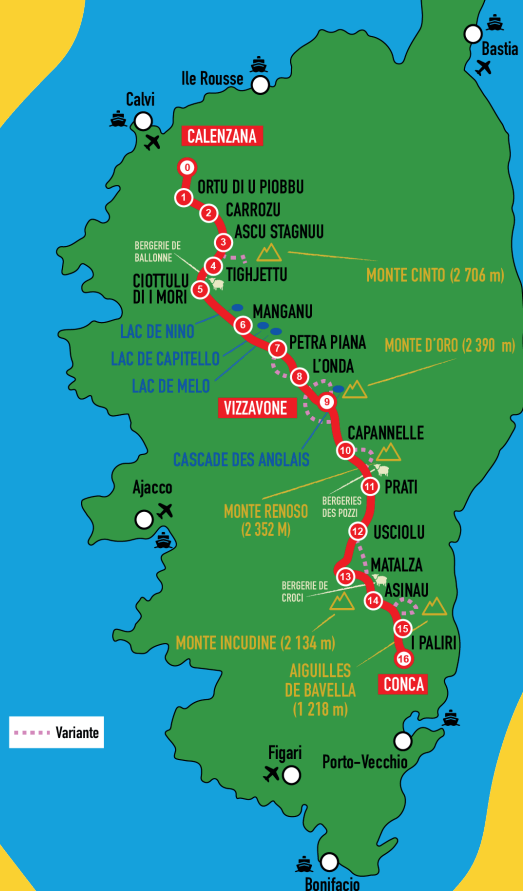 Bastia
Ile Rousse
Calvi
CALENZANA
0
ORTU DI U PIOBBU
1
CARROZU
2
ASCU STAGNUU
3
BERGERIE DE
BALLONNE
4
TIGHJETTU
MONTE CINTO (2 706 m)
CIOTTULU
DI I MORI
5
MANGANU
6
LAC DE NINO
PETRA PIANA
7
MONTE D'ORO (2 390 m)
LAC DE CAPITELLO
L'ONDA
8
LAC DE MELO
VIZZAVONE
9
CAPANNELLE
10
CASCADE DES ANGLAIS
Ajacco
PRATI
11
BERGERIES
DES POZZI
MONTE RENOSO
(2 352 M)
USCIOLU
12
MATALZA
13
BERGERIE DE
CROCI
ASINAU
14
15
I PALIRI
MONTE INCUDINE (2 134 m)
16
AIGUILLES
DE BAVELLA
(1 218 m)
CONCA
Variante
Figari
Porto-Vecchio
Bonifacio